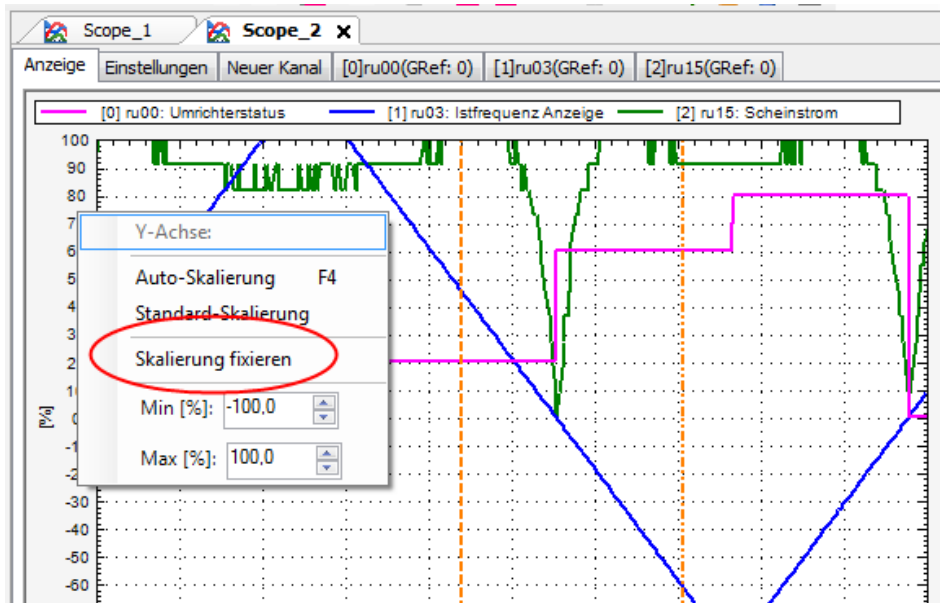 Scope_1 Scope_2
Anzeige Einstellungen Neuer Kanal [0]ru00(GRef: 0) [1]ru03(GRef: 0) [2]ru15(GRef: 0)
[0] ru00: Umrichterstatus [1] ru03: Istfrequenz Anzeige [2] ru15: Scheinstrom
100
90
80
Y-Achse:
Auto-Skalierung F4
Standard-Skalierung
Skalierung fixieren
Min [%]: -100,0
Max [%]: 100,0
[%]
-30
-40
-50
-60